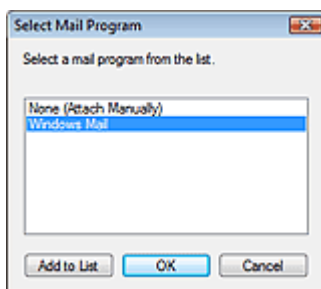 Select Mail Program
Select a mail program from the list.
None (Attach Manually)
Windows Mail
Add to List
OK
Cancel